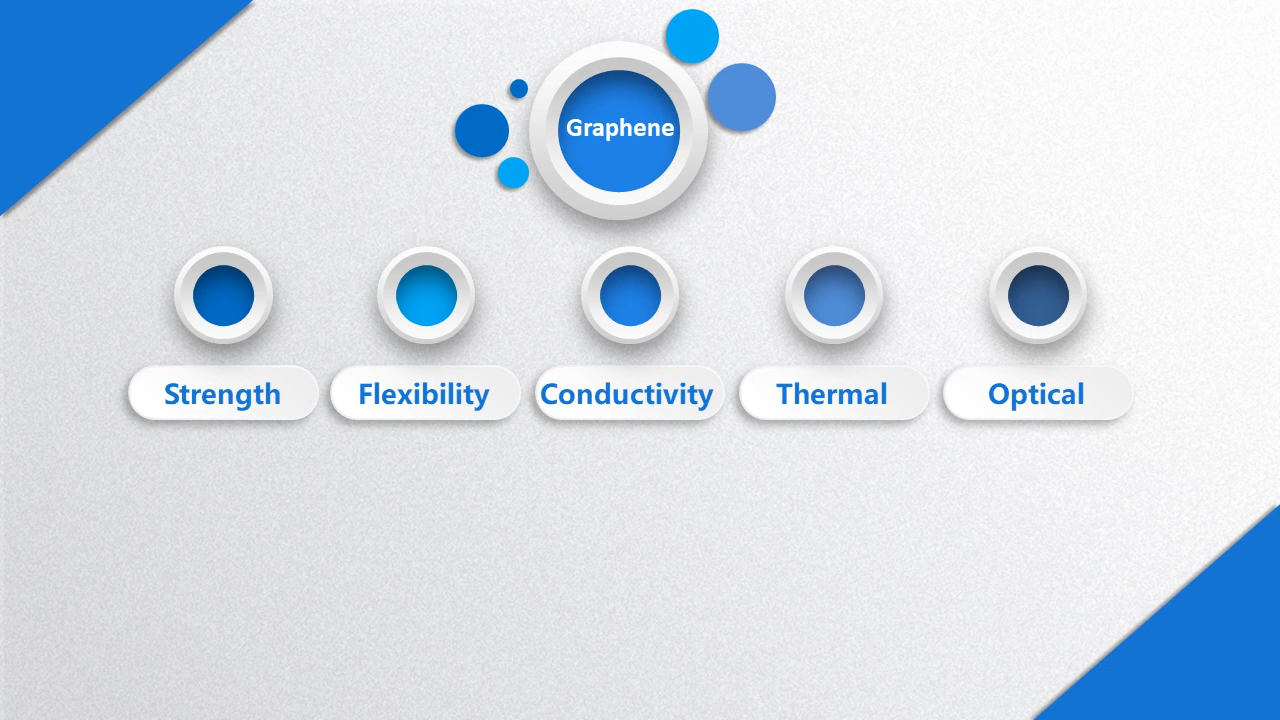 Graphene
Strength
Flexibility
Conductivity
Thermal
Optical